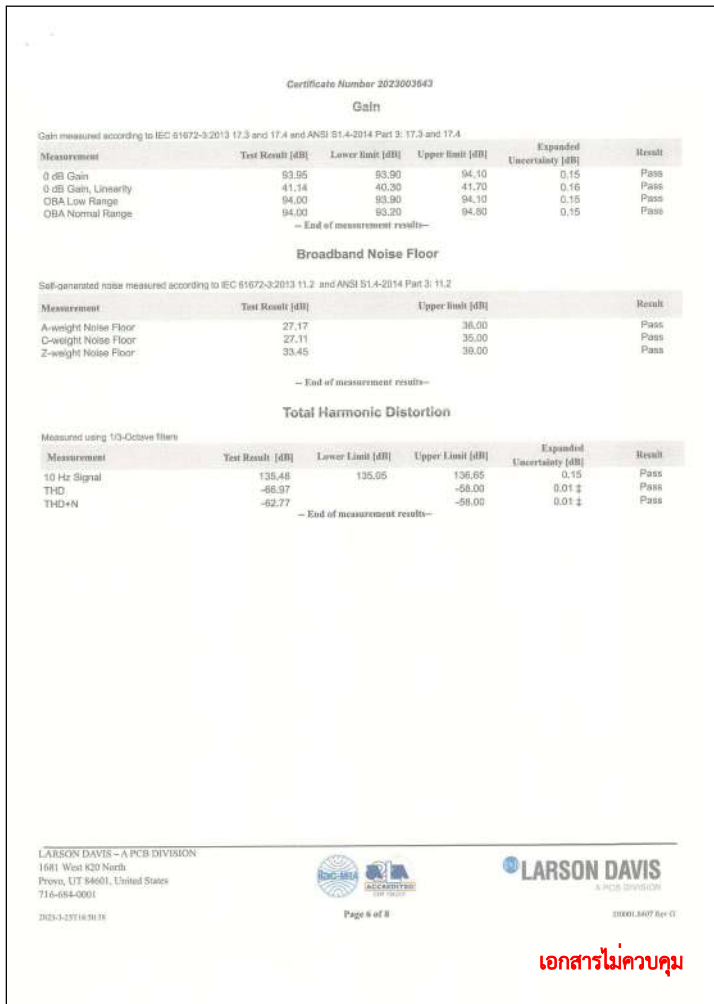 Certificate Number 2023003643
Gain
Gain measured according to IEC 61672-3:2013 17.3 and 17.4 and ANSI S1.4-2014 Part 3: 17.3 and 17.4
Measurement Test Result [dB] Lower limit [dB] Upper limit [dB] Expanded Uncertainty [dB] Result
0 dB Gain 93.95 93.90 94.10 0.15 Pass
0 dB Gain, Linearity 41.14 40.30 41.70 0.16 Pass
OBA Low Range 94.00 93.90 94.10 0.15 Pass
OBA Normal Range 94.00 93.20 94.80 0.15 Pass
-- End of measurement results--
Broadband Noise Floor
Self-generated noise measured according to IEC 61672-3:2013 11.2 and ANSI S1.4-2014 Part 3: 11.2
Measurement Test Result [dB] Upper limit [dB] Result
A-weight Noise Floor 27.17 36.00 Pass
C-weight Noise Floor 27.11 35.00 Pass
Z-weight Noise Floor 33.45 39.00 Pass
-- End of measurement results--
Total Harmonic Distortion
Measured using 1/3-Octave filters
Measurement Test Result [dB] Lower Limit [dB] Upper Limit [dB] Expanded Uncertainty [dB] Result
10 Hz Signal 135.48 135.05 136.65 0.15 Pass
THD -66.97 -58.00 0.01 ‡ Pass
THD+N -62.77 -58.00 0.01 ‡ Pass
-- End of measurement results--
LARSON DAVIS – A PCB DIVISION
1681 West 820 North
Provo, UT 84601, United States
716-684-0001
ilac-MRA
ACCREDITED
LARSON DAVIS
A PCB DIVISION
Page 6 of 8
เอกสารไม่ควบคุม